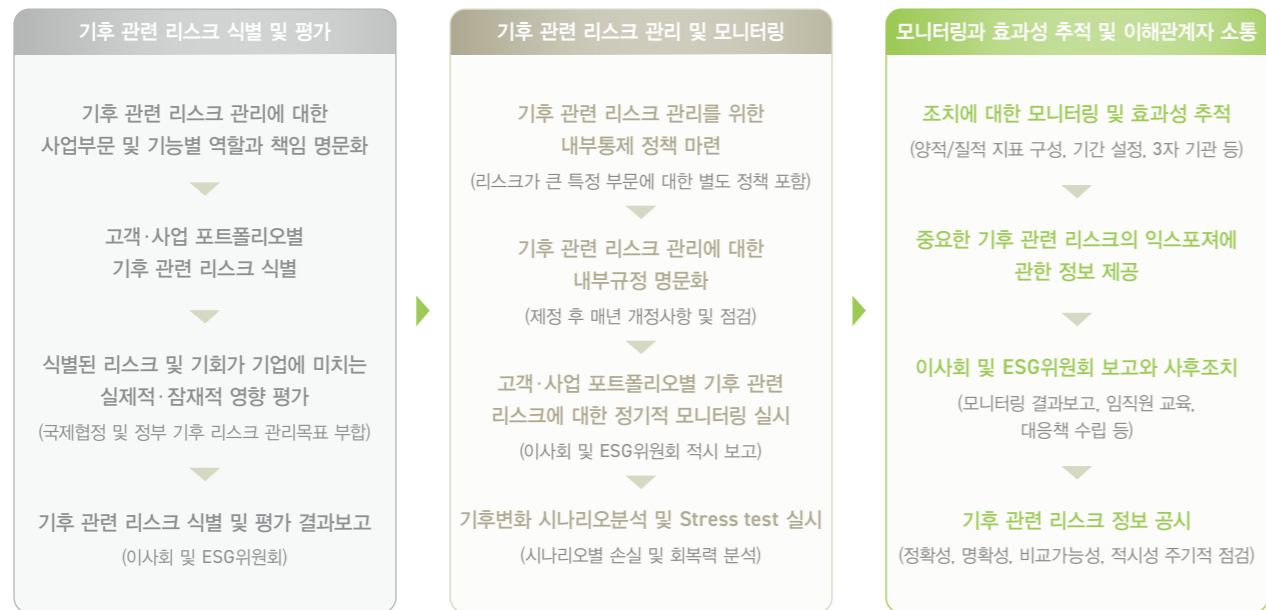 기후 관련 리스크 식별 및 평가
기후 관련 리스크 관리에 대한
사업부문 및 기능별 역할과 책임 명문화
고객·사업 포트폴리오별
기후 관련 리스크 식별
식별된 리스크 및 기회가 기업에 미치는
실제적·잠재적 영향 평가
(국제협정 및 정부 기후 리스크 관리목표 부합)
기후 관련 리스크 식별 및 평가 결과보고
(이사회 및 ESG위원회)
기후 관련 리스크 관리 및 모니터링
기후 관련 리스크 관리를 위한
내부통제 정책 마련
(리스크가 큰 특정 부문에 대한 별도 정책 포함)
기후 관련 리스크 관리에 대한
내부규정 명문화
(제정 후 매년 개정사항 및 점검)
고객·사업 포트폴리오별 기후 관련
리스크에 대한 정기적 모니터링 실시
(이사회 및 ESG위원회 적시 보고)
기후변화 시나리오분석 및 Stress test 실시
(시나리오별 손실 및 회복력 분석)
모니터링과 효과성 추적 및 이해관계자 소통
조치에 대한 모니터링 및 효과성 추적
(양적/질적 지표 구성, 기간 설정, 3자 기관 등)
중요한 기후 관련 리스크의 익스포져에
관한 정보 제공
이사회 및 ESG위원회 보고와 사후조치
(모니터링 결과보고, 임직원 교육,
대응책 수립 등)
기후 관련 리스크 정보 공시
(정확성, 명확성, 비교가능성, 적시성 주기적 점검)